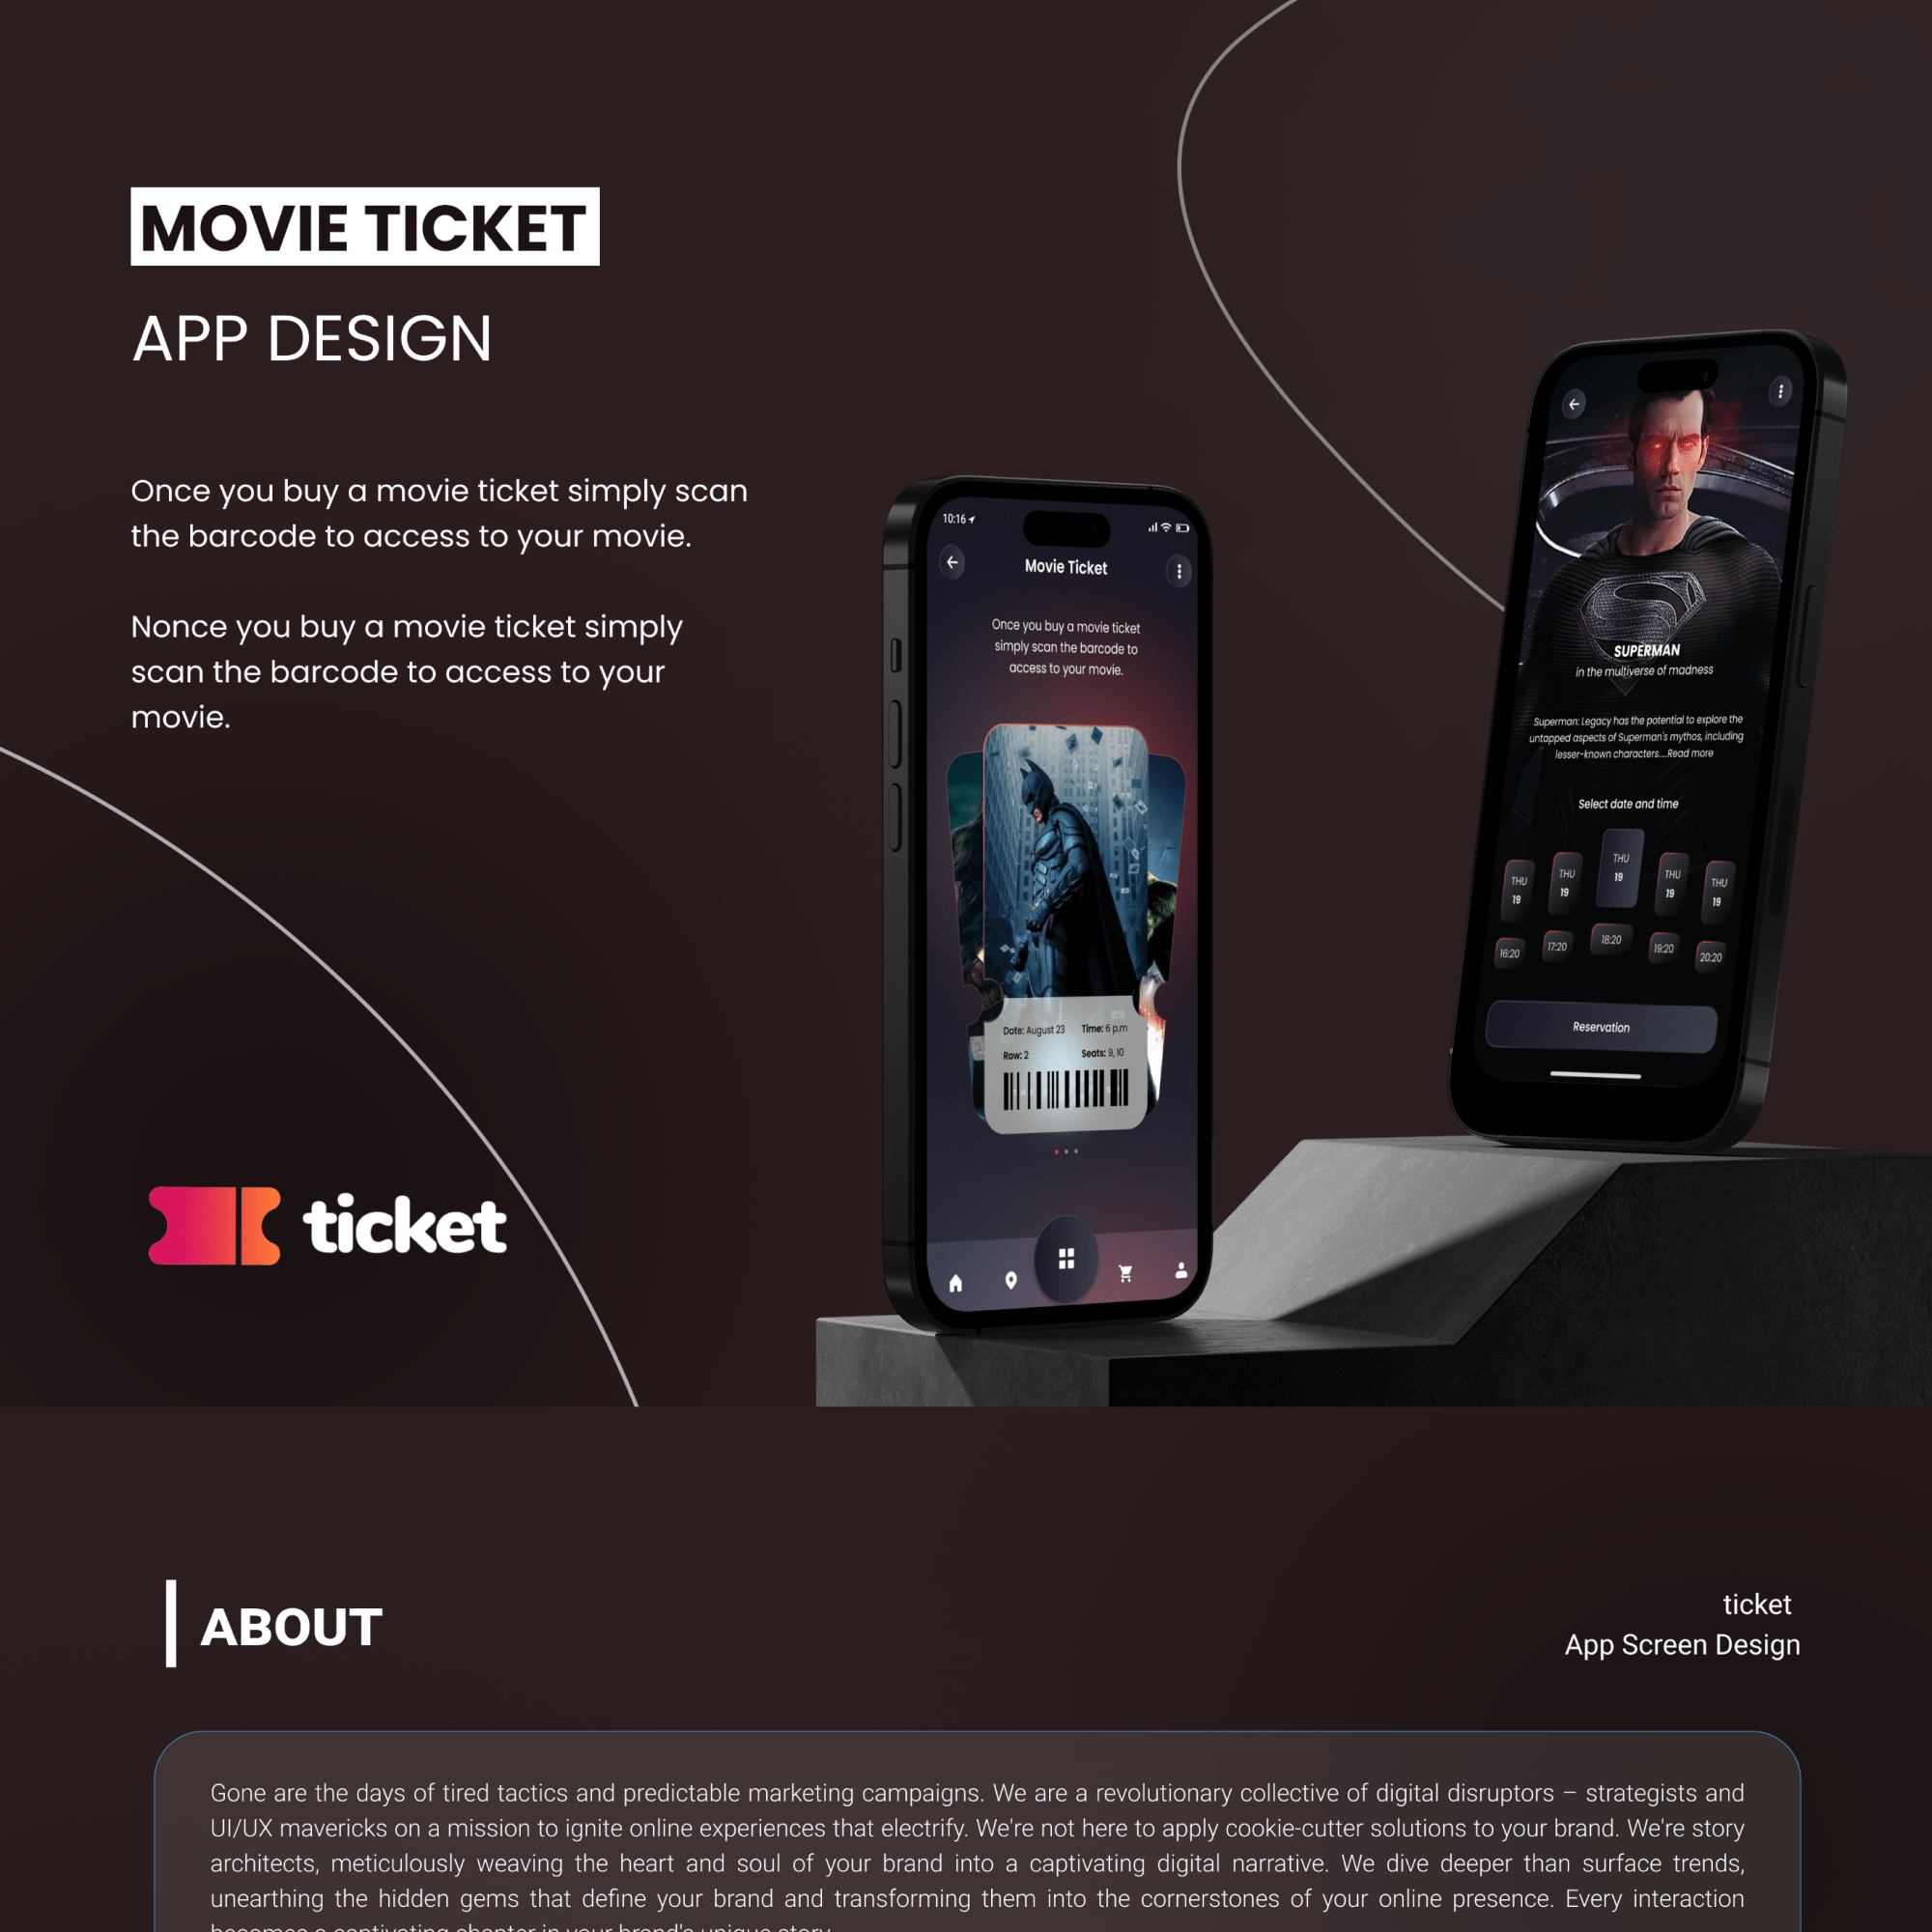 MOVIE TICKET
APP DESIGN
Once you buy a movie ticket simply scan
the barcode to access to your movie.
Nonce you buy a movie ticket simply
scan the barcode to access to your
movie.
ticket
10:16
Movie Ticket
Once you buy a movie ticket
simply scan the barcode to
access to your movie.
Date: August 23 Time: 6 p.m
Row: 2 Seats: 9, 10
SUPERMAN
in the multiverse of madness
Superman: Legacy has the potential to explore the
untapped aspects of Superman's mythos, including
lesser-known characters....Read more
Select date and time
THU THU THU THU THU
19 19 19 19 19
16:20 17:20 18:20 19:20 20:20
Reservation
ABOUT
ticket
App Screen Design
Gone are the days of tired tactics and predictable marketing campaigns. We are a revolutionary collective of digital disruptors – strategists and
UI/UX mavericks on a mission to ignite online experiences that electrify. We're not here to apply cookie-cutter solutions to your brand. We're story
architects, meticulously weaving the heart and soul of your brand into a captivating digital narrative. We dive deeper than surface trends,
unearthing the hidden gems that define your brand and transforming them into the cornerstones of your online presence. Every interaction
becomes a captivating chapter in your brand's unique story.